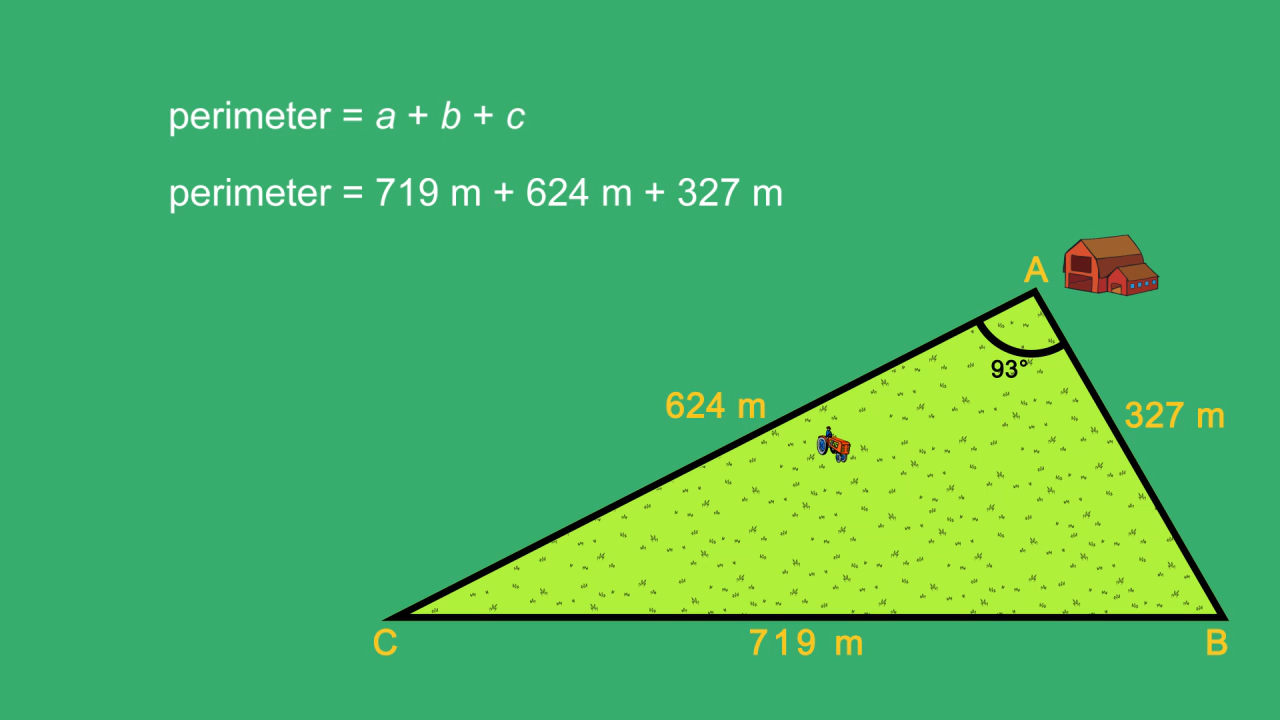 perimeter = a + b + c
perimeter = 719 m + 624 m + 327 m
A
93°
624 m
327 m
C
719 m
B